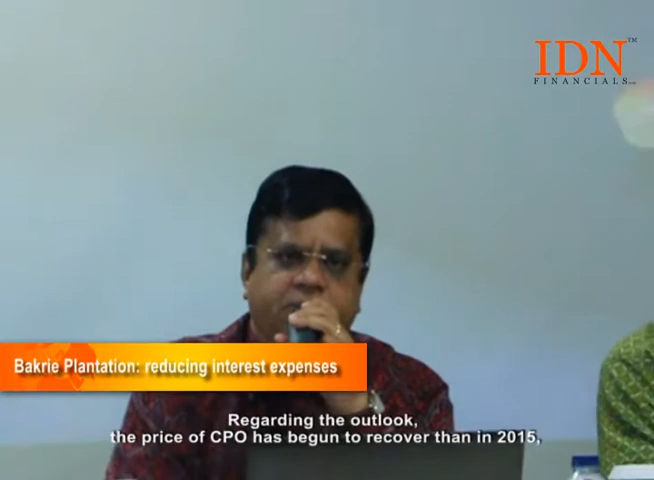 IDN™
FINANCIALS
Bakrie Plantation: reducing interest expenses
Regarding the outlook,
the price of CPO has begun to recover than in 2015,